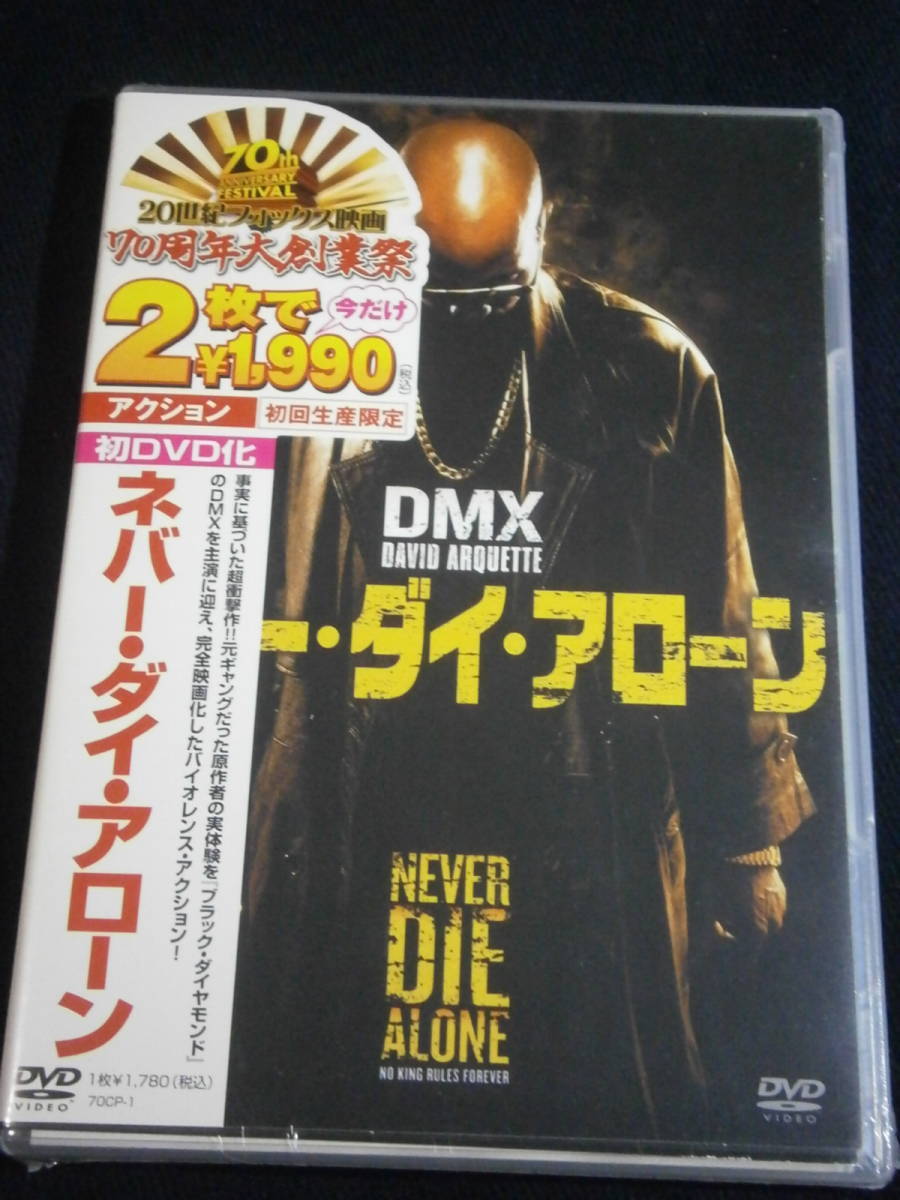 70th
ANNIVERSARY
FESTIVAL
20世紀フォックス映画
70周年大創業祭
2枚で
今だけ
¥1,990
(税込)
アクション
初回生産限定
初DVD化
ネバー・ダイ・アローン
事実に基づいた超衝撃作!!元ギャングだった原作者の実体験を『ブラック・ダイヤモンド』
のDMXを主演に迎え、完全映画化したバイオレンス・アクション!
DVD
VIDEO
TM
1枚¥1,780(税込)
70CP-1
DMX
DAVID ARQUETTE
ー・ダイ・アローン
NEVER
DIE
ALONE
NO KING RULES FOREVER
DVD
VIDEO